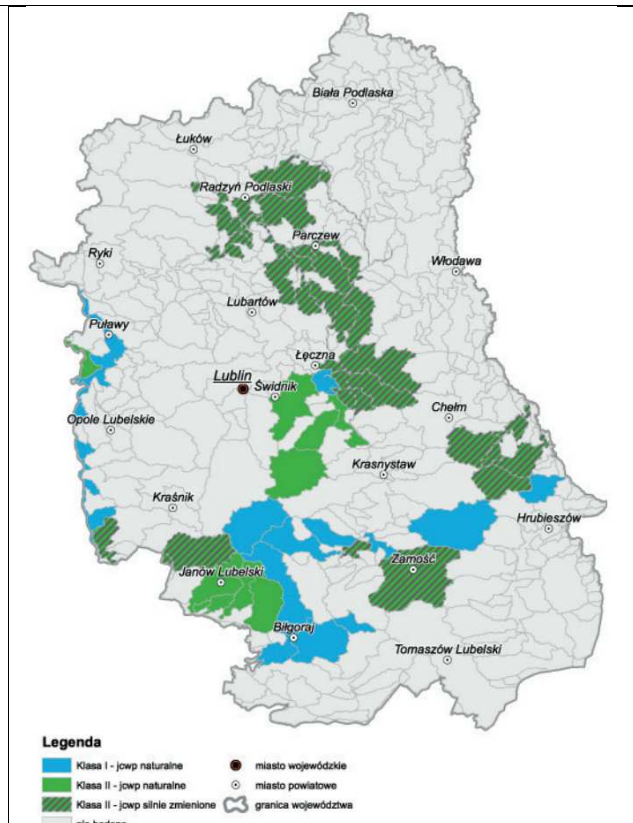 Biała Podlaska
Łuków
Radzyń Podlaski
Parczew
Ryki
Włodawa
Lubartów
Puławy
Łęczna
Lublin
Świdnik
Chełm
Opole Lubelskie
Krasnystaw
Kraśnik
Hrubieszów
Zamość
Janów Lubelski
Biłgoraj
Tomaszów Lubelski
Legenda
Klasa I - jcwp naturalne
miasto wojewódzkie
Klasa II - jcwp naturalne
miasto powiatowe
Klasa II - jcwp silnie zmienione
granica województwa